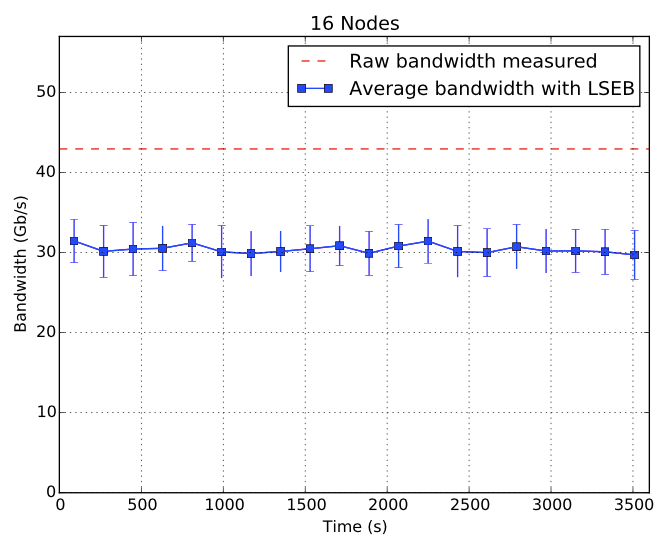 16 Nodes
Raw bandwidth measured
Average bandwidth with LSEB
Bandwidth (Gb/s)
50
40
30
20
10
0
0 500 1000 1500 2000 2500 3000 3500
Time (s)